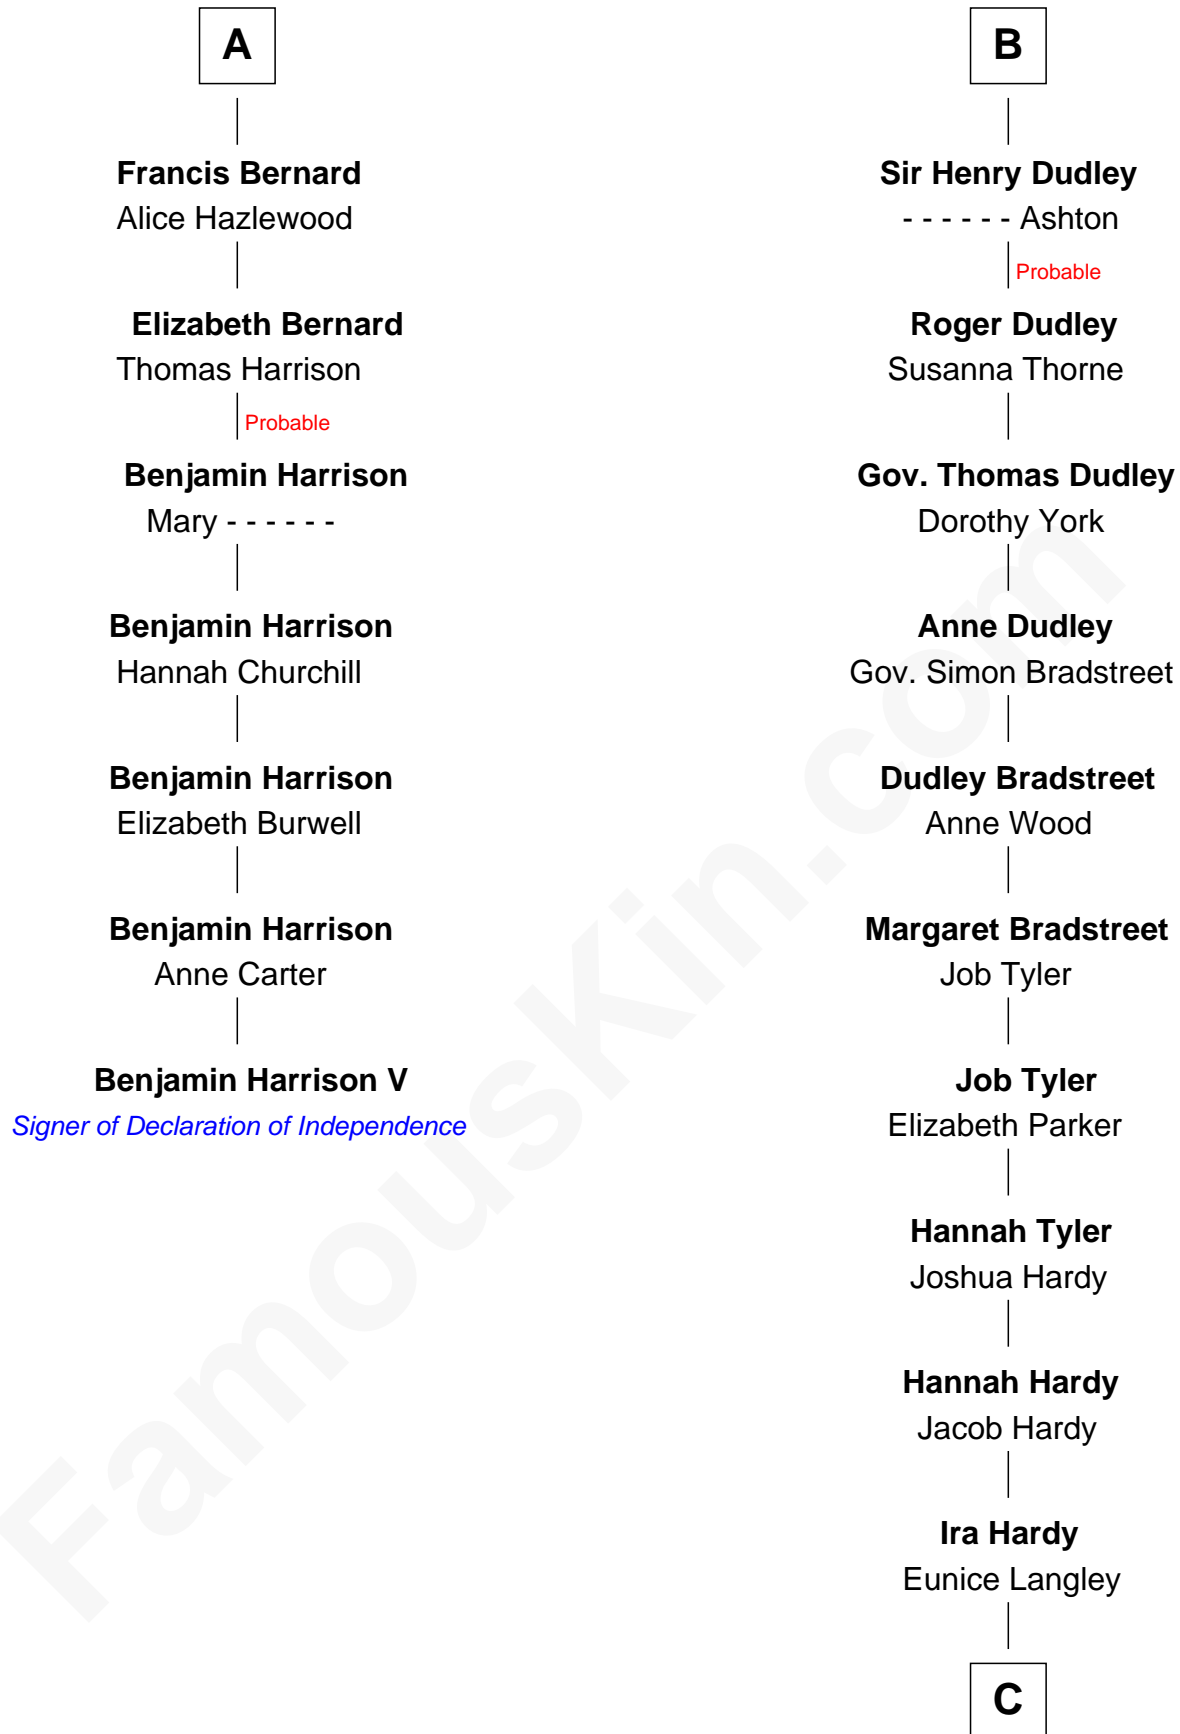 A
Francis Bernard
Alice Hazlewood
Elizabeth Bernard
Thomas Harrison
Probable
Benjamin Harrison
Mary - - - - - -
Benjamin Harrison
Hannah Churchill
Benjamin Harrison
Elizabeth Burwell
Benjamin Harrison
Anne Carter
Benjamin Harrison V
Signer of Declaration of Independence
B
Sir Henry Dudley
- - - - - - Ashton
Probable
Roger Dudley
Susanna Thorne
Gov. Thomas Dudley
Dorothy York
Anne Dudley
Gov. Simon Bradstreet
Dudley Bradstreet
Anne Wood
Margaret Bradstreet
Job Tyler
Job Tyler
Elizabeth Parker
Hannah Tyler
Joshua Hardy
Hannah Hardy
Jacob Hardy
Ira Hardy
Eunice Langley
C
FamousKin.com